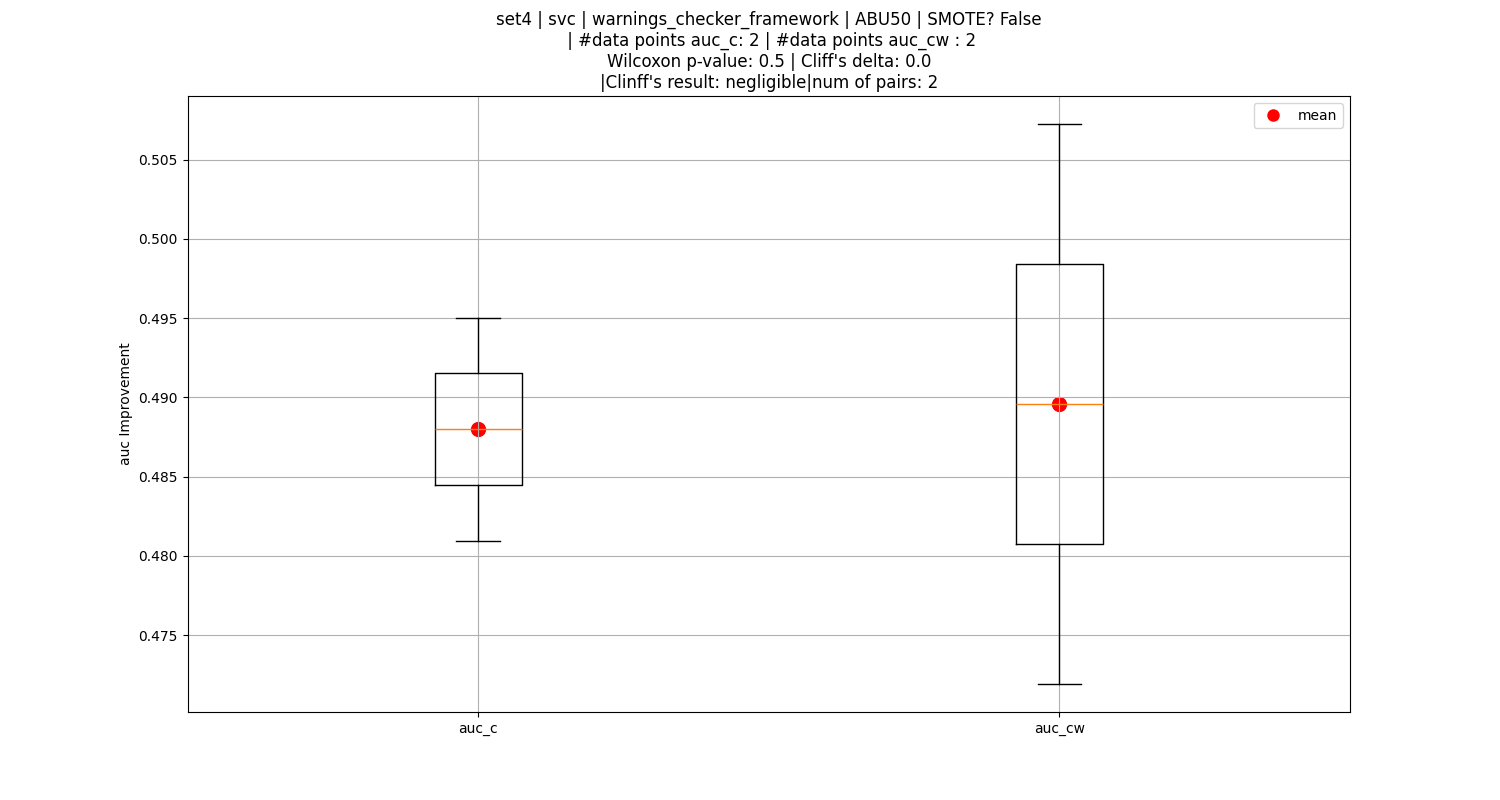 set4 | svc | warnings_checker_framework | ABU50 | SMOTE? False
| #data points auc_c: 2 | #data points auc_cw : 2
Wilcoxon p-value: 0.5 | Cliff's delta: 0.0
|Clinff's result: negligible|num of pairs: 2
mean
0.505
0.500
0.495
0.490
0.485
0.480
0.475
auc Improvement
auc_c
auc_cw